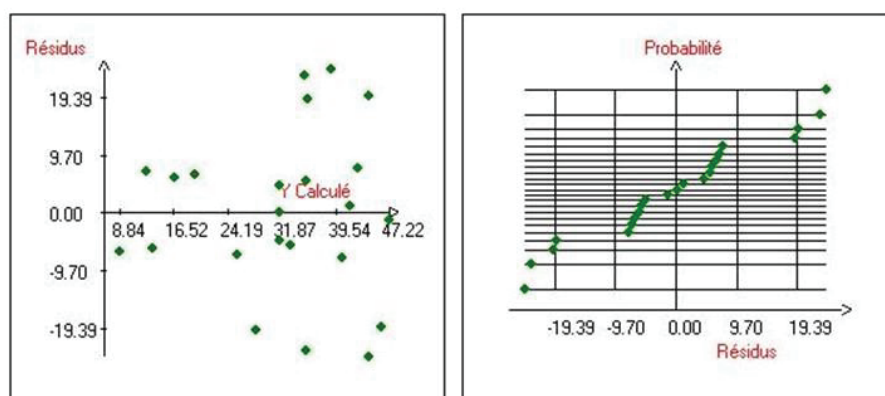 Résidus
19.39
9.70
Y Calculé
0.00
8.84 16.52 24.19 31.87 39.54 47.22
-9.70
-19.39
Probabilité
-19.39 -9.70 0.00 9.70 19.39
Résidus